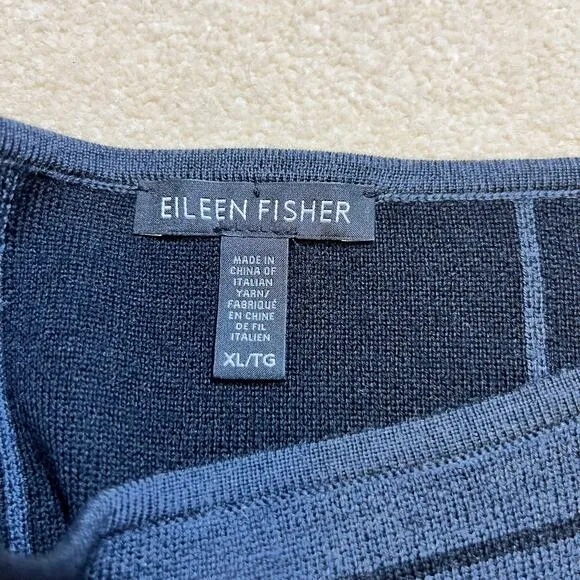 EILEEN FISHER
MADE IN
CHINA OF
ITALIAN
YARN/
FABRIQUÉ
EN CHINE
DE FIL
ITALIEN
XL/TG